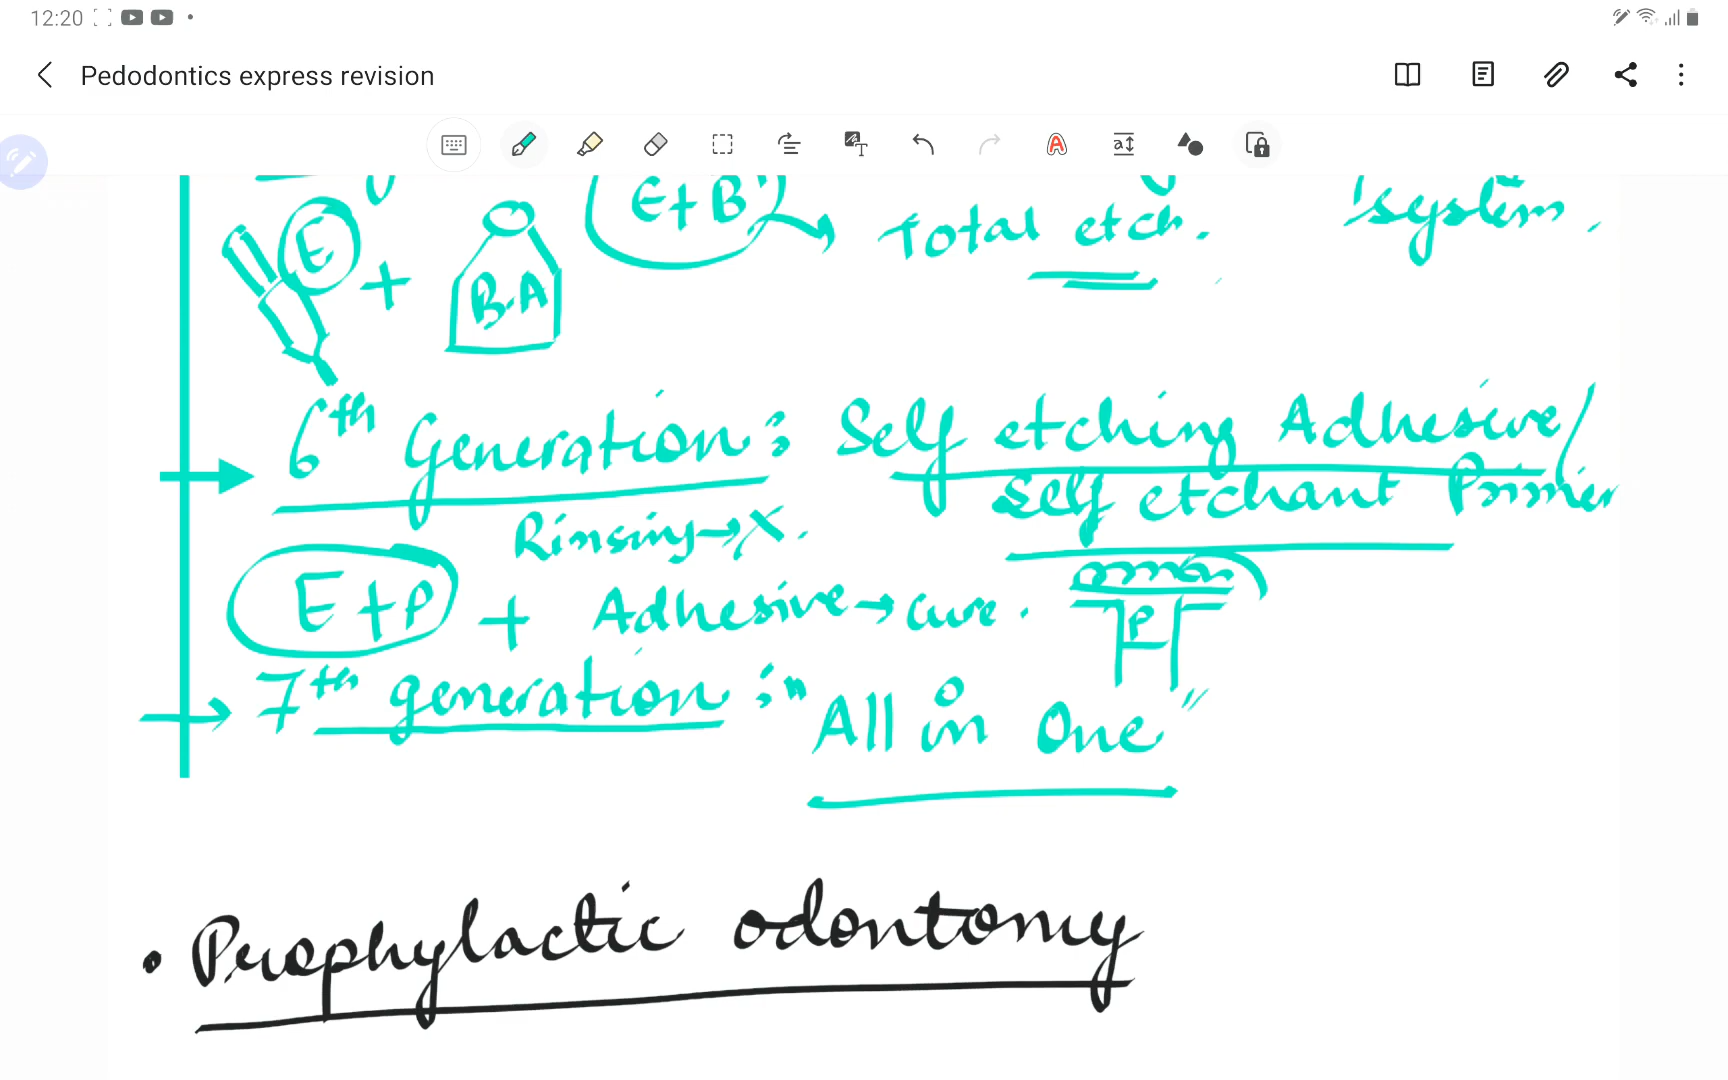 12:20
Pedodontics express revision
E + B
E + B.A
Total etch.
system.
6th Generation: Self etching Adhesive/
Self etchant Primer
Rinsing → X.
E + P + Adhesive → cure.
P
7th generation: "All in One"
• Prophylactic odontomy